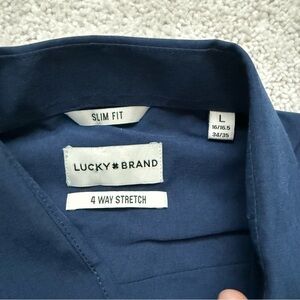 SLIM FIT
L
16/16.5
34/35
LUCKY BRAND
4 WAY STRETCH